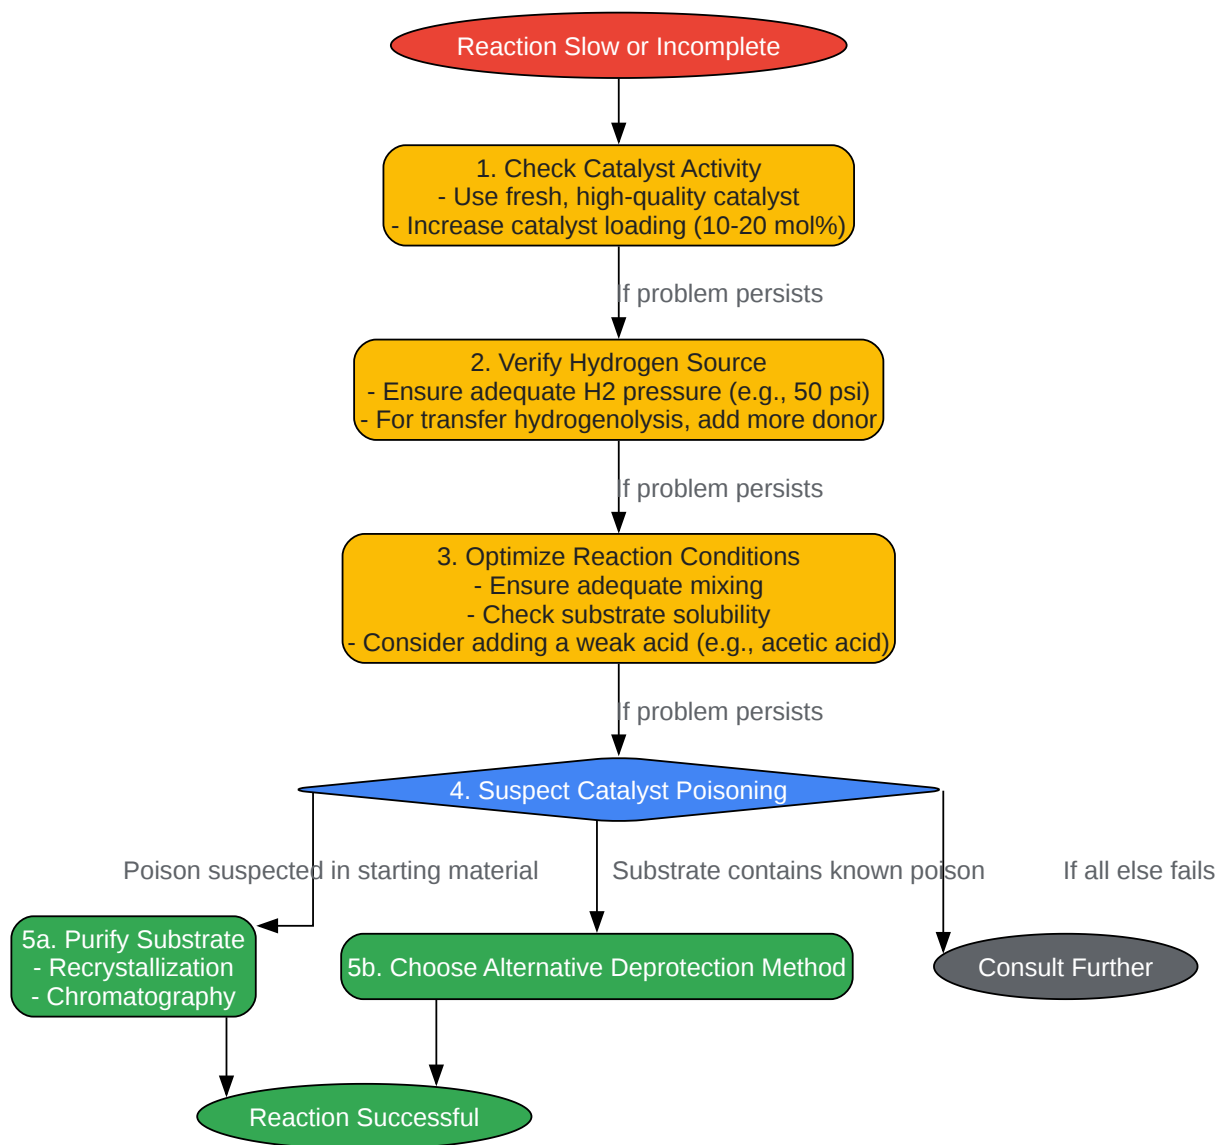 Reaction Slow or Incomplete
1. Check Catalyst Activity
- Use fresh, high-quality catalyst
- Increase catalyst loading (10-20 mol%)
If problem persists
2. Verify Hydrogen Source
- Ensure adequate H2 pressure (e.g., 50 psi)
- For transfer hydrogenolysis, add more donor
If problem persists
3. Optimize Reaction Conditions
- Ensure adequate mixing
- Check substrate solubility
- Consider adding a weak acid (e.g., acetic acid)
If problem persists
4. Suspect Catalyst Poisoning
Poison suspected in starting material
Substrate contains known poison
If all else fails
5a. Purify Substrate
- Recrystallization
- Chromatography
5b. Choose Alternative Deprotection Method
Consult Further
Reaction Successful